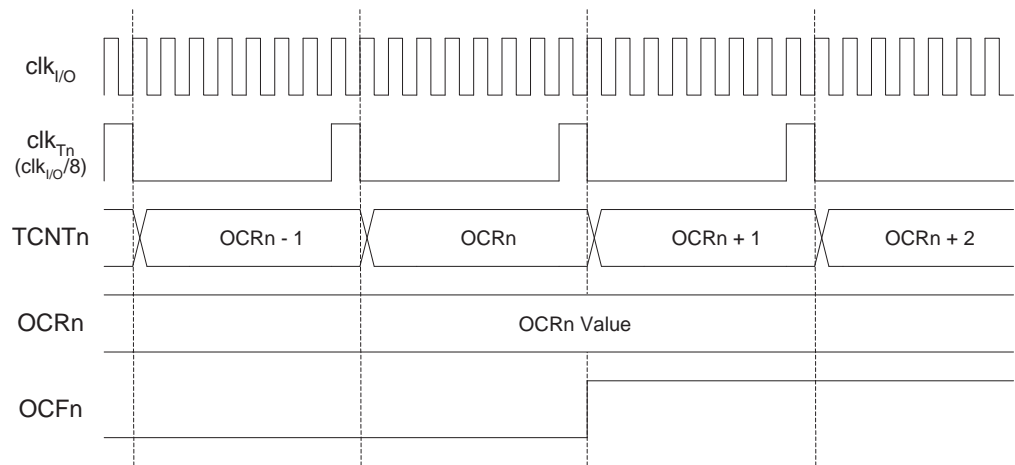 clkI/O
clkTn
(clkI/O/8)
TCNTn
OCRn - 1
OCRn
OCRn + 1
OCRn + 2
OCRn
OCRn Value
OCFn